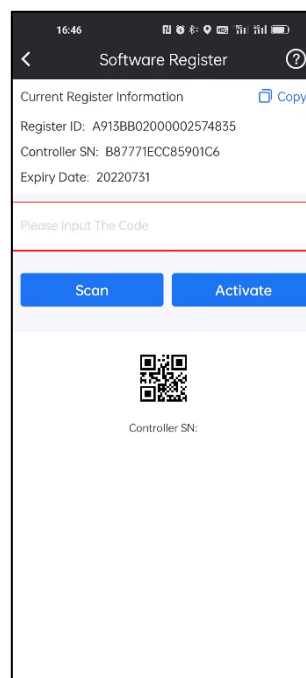 16:46
Software Register
Current Register Information
Copy
Register ID: A913BB02000002574835
Controller SN: B87771ECC85901C6
Expiry Date: 20220731
Please Input The Code
Scan
Activate
Controller SN: